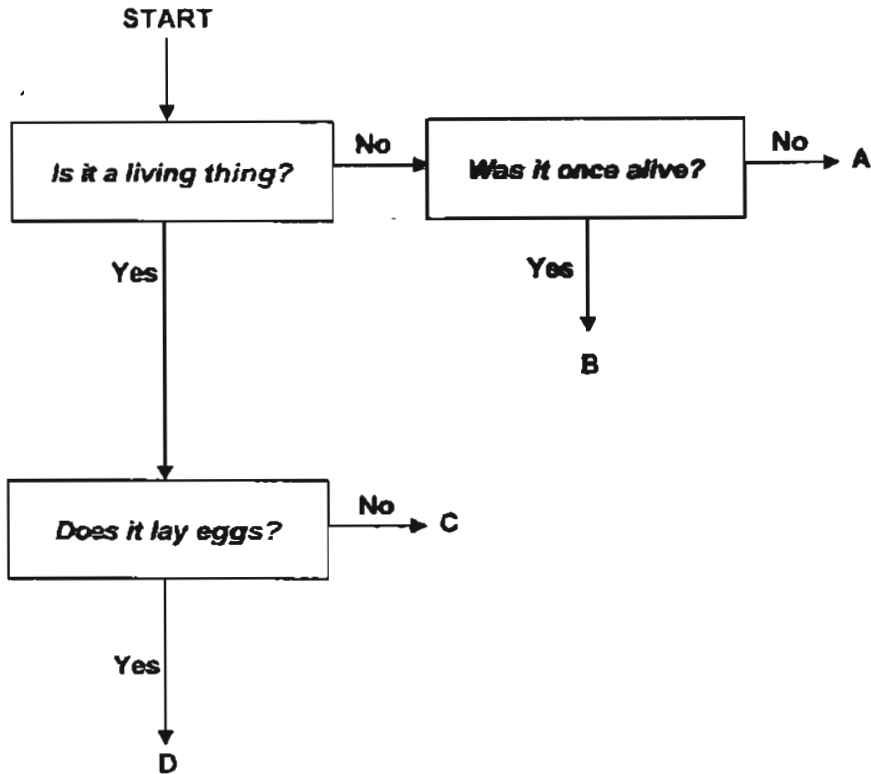 START
Is it a living thing?
No
Was it once alive?
No
A
Yes
Yes
B
Does it lay eggs?
No
C
Yes
D